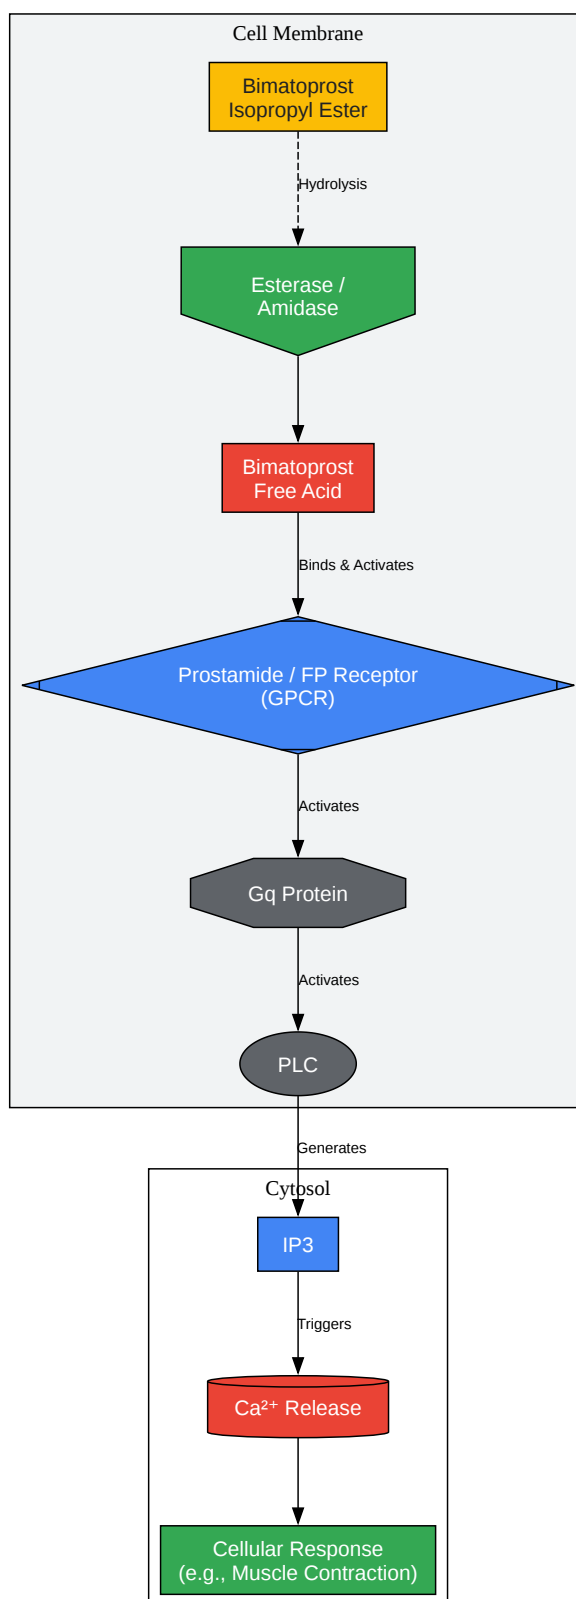 Cell Membrane
Bimatoprost
Isopropyl Ester
Hydrolysis
Esterase /
Amidase
Bimatoprost
Free Acid
Binds & Activates
Prostamide / FP Receptor
(GPCR)
Activates
Gq Protein
Activates
PLC
Generates
Cytosol
IP3
Triggers
Ca²⁺ Release
Cellular Response
(e.g., Muscle Contraction)